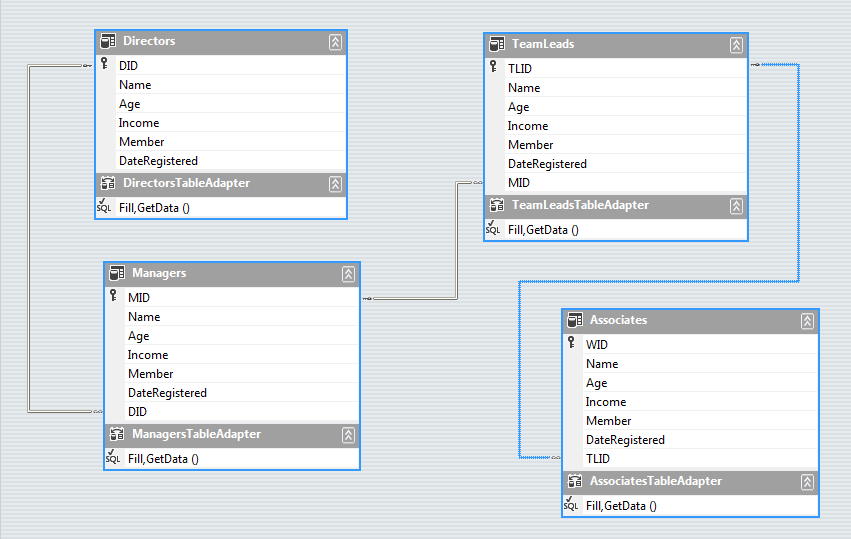 Directors
DID
Name
Age
Income
Member
DateRegistered
DirectorsTableAdapter
SQL Fill,GetData ()
TeamLeads
TLID
Name
Age
Income
Member
DateRegistered
MID
TeamLeadsTableAdapter
SQL Fill,GetData ()
Managers
MID
Name
Age
Income
Member
DateRegistered
DID
ManagersTableAdapter
SQL Fill,GetData ()
Associates
WID
Name
Age
Income
Member
DateRegistered
TLID
AssociatesTableAdapter
SQL Fill,GetData ()